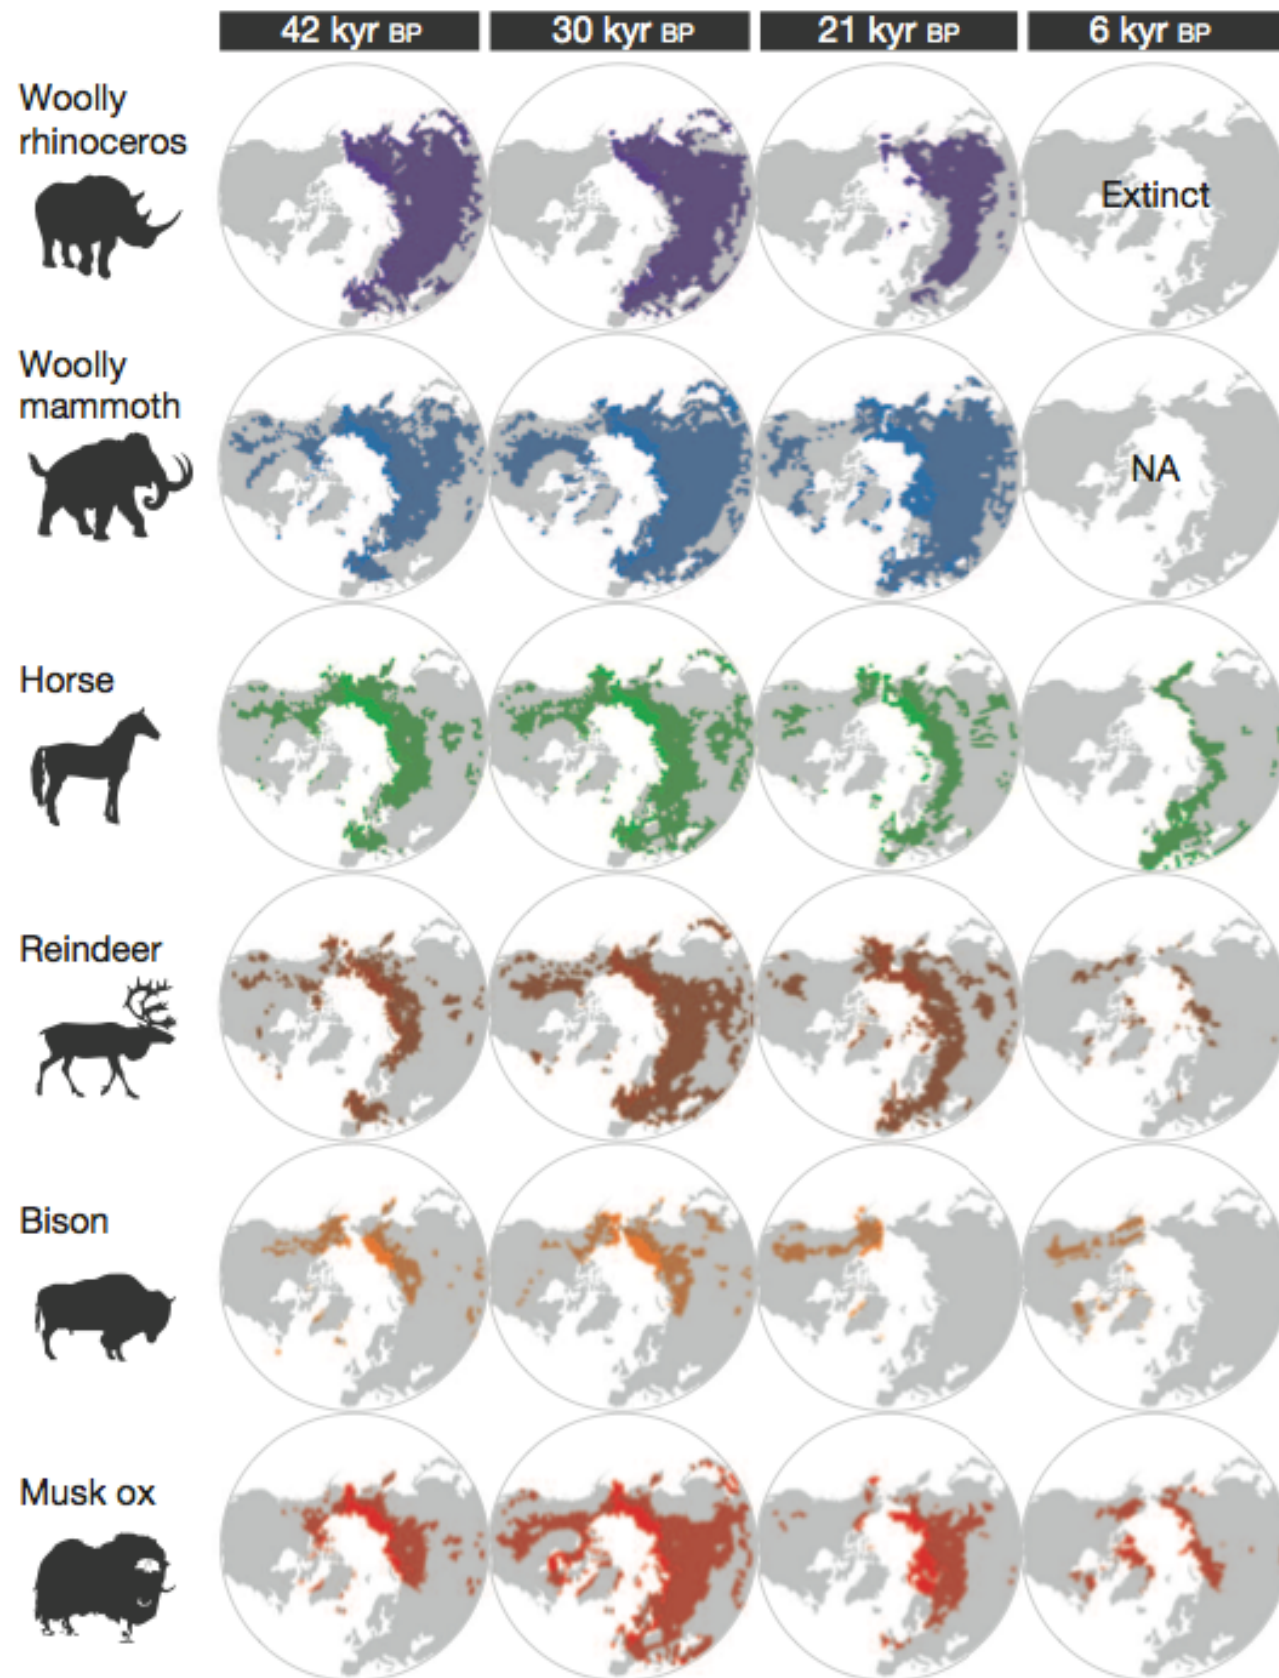 42 kyr BP
30 kyr BP
21 kyr BP
6 kyr BP
Woolly
rhinoceros
Extinct
Woolly
mammoth
NA
Horse
Reindeer
Bison
Musk ox